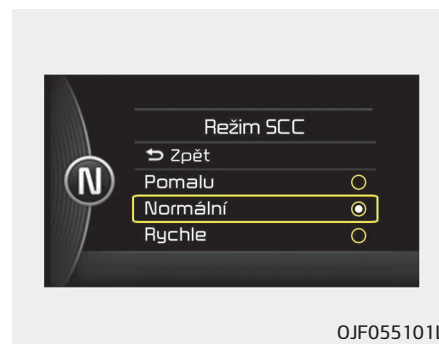 Režim SCC
⮌ Zpět
N
Pomalu
Normální
Rychle
OJF055101L